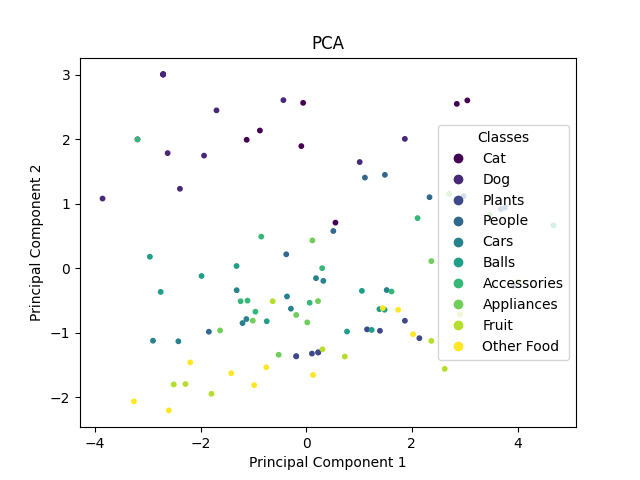 PCA
Principal Component 2
3
2
1
0
−1
−2
−4
−2
0
2
4
Principal Component 1
Classes
Cat
Dog
Plants
People
Cars
Balls
Accessories
Appliances
Fruit
Other Food